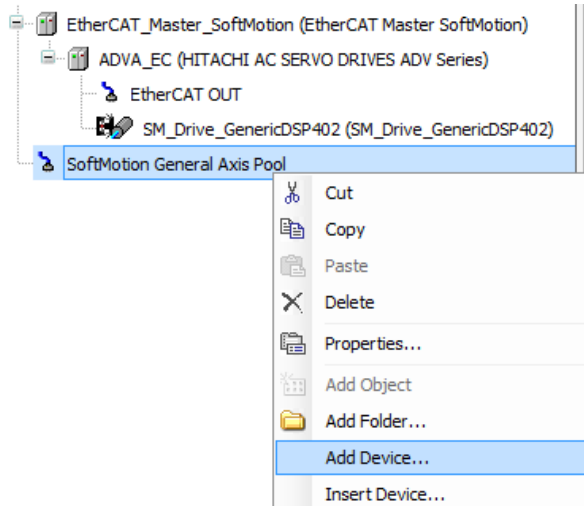 EtherCAT_Master_SoftMotion (EtherCAT Master SoftMotion)
ADVA_EC (HITACHI AC SERVO DRIVES ADV Series)
EtherCAT OUT
SM_Drive_GenericDSP402 (SM_Drive_GenericDSP402)
SoftMotion General Axis Pool
Cut
Copy
Paste
Delete
Properties...
Add Object
Add Folder...
Add Device...
Insert Device...